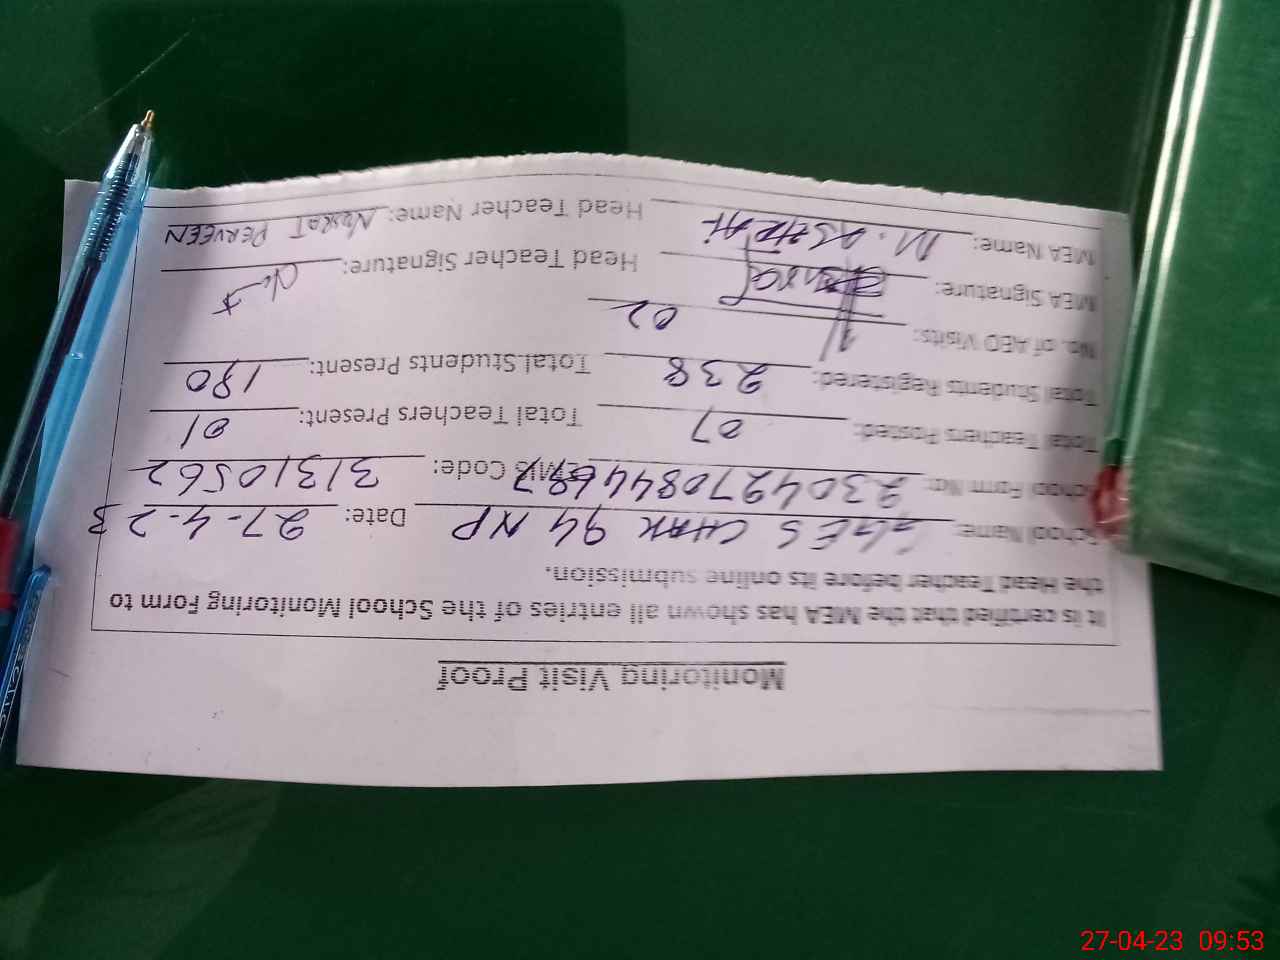 Monitoring Visit Proof
It is certified that the MEA has shown all entries of the School Monitoring Form to
the Head Teacher before its online submission.
School Name: GGES CHAK 94 NP Date: 27-4-23
School Form No: 2304270844687 EMIS Code: 31310562
Total Teachers Posted: 07 Total Teachers Present: 01
Total Students Registered: 238 Total Students Present: 190
No. of AEO Visits: 02
MEA Signature: Head Teacher Signature:
MEA Name: M. ASHRAF Head Teacher Name: NOSRAT PERVEEN
27-04-23 09:53